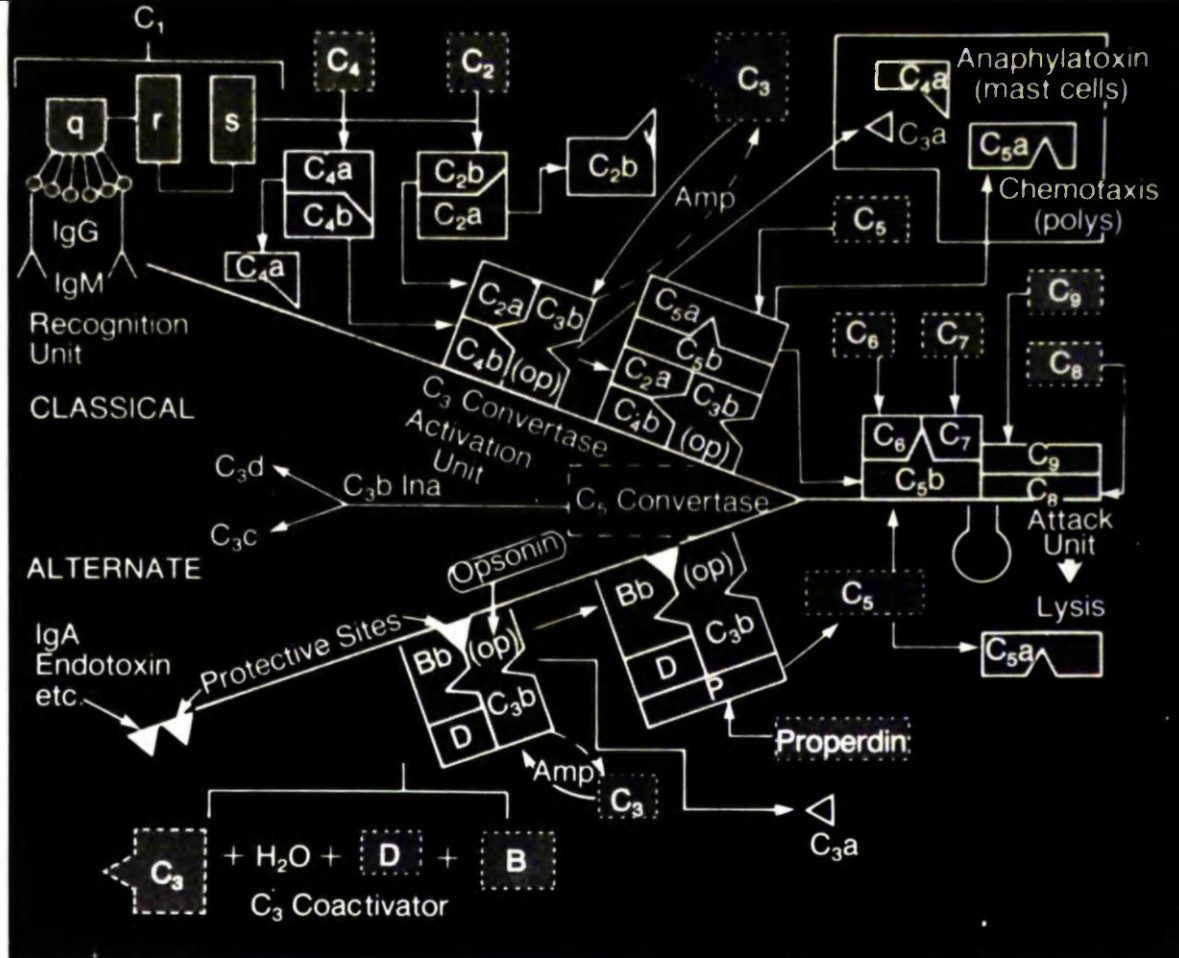 C₁
C₄
C₂
C₃
q
r
s
C₄a
C₄b
C₂b
C₂a
C₂b
C₄a
Anaphylatoxin
(mast cells)
C₃a
C₅a
Chemotaxis
(polys)
Amp
C₅
IgG
IgM
C₄a
Recognition
Unit
CLASSICAL
C₂a
C₃b
C₄b
(op)
C₅a
C₅b
C₂a
C₃b
C₄b
(op)
C₃ Convertase
Activation
Unit
C₉
C₆
C₇
C₈
C₆
C₇
C₅b
C₉
C₈
Attack
Unit
Lysis
C₃d
C₃b Ina
C₃c
C₅ Convertase
ALTERNATE
Opsonin
IgA
Endotoxin
etc.
Protective Sites
Bb
(op)
C₃b
D
Bb
(op)
C₃b
D
P
C₅
C₅a
Properdin
Amp
C₃
C₃a
C₃ + H₂O + D + B
C₃ Coactivator